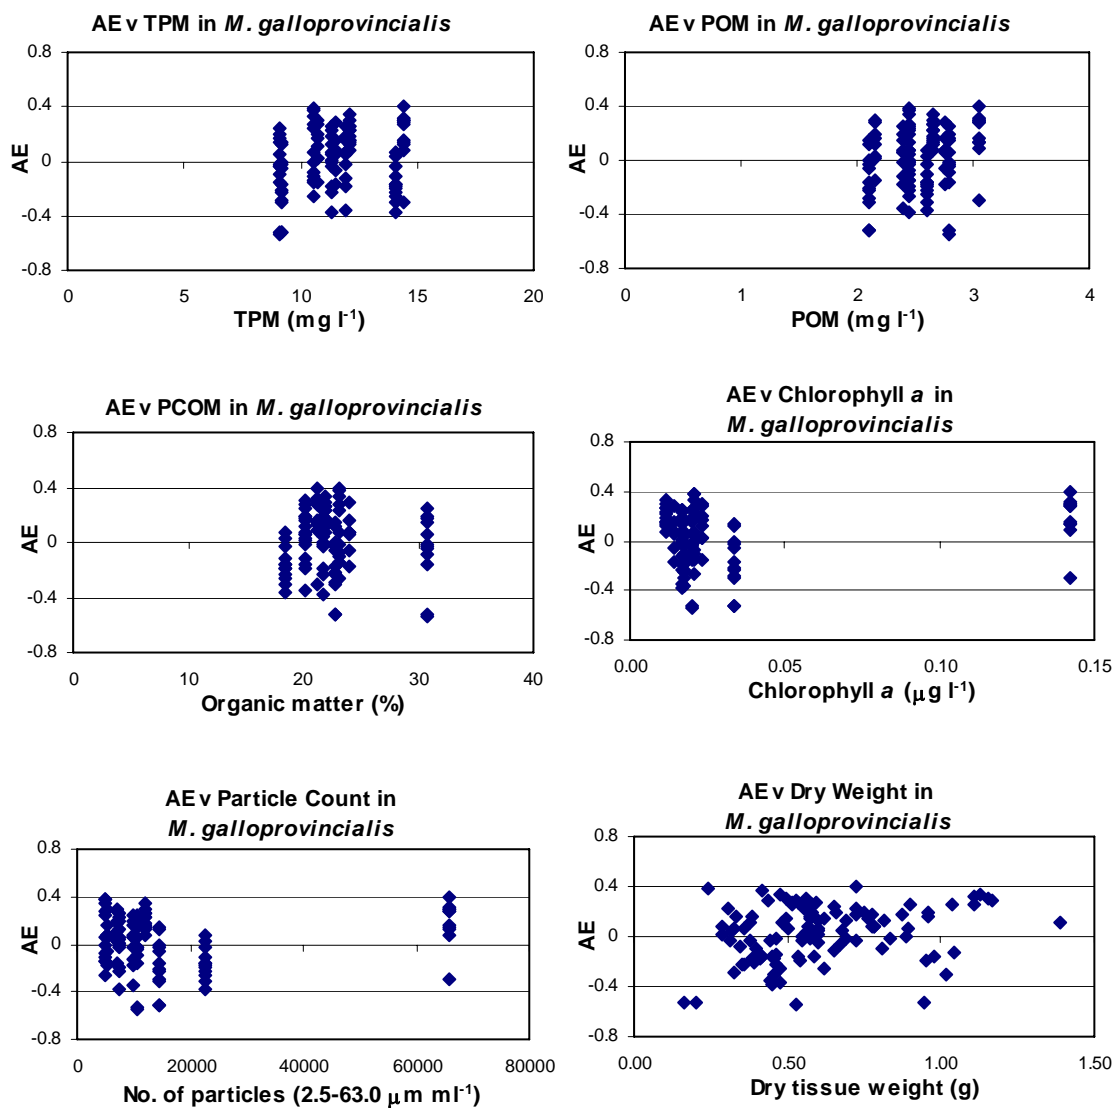 AE v TPM in M. galloprovincialis
0.8
0.4
0
-0.4
-0.8
AE
0 5 10 15 20
TPM (mg l-1)
AE v POM in M. galloprovincialis
0.8
0.4
0
-0.4
-0.8
AE
0 1 2 3 4
POM (mg l-1)
AE v PCOM in M. galloprovincialis
0.8
0.4
0
-0.4
-0.8
AE
0 10 20 30 40
Organic matter (%)
AE v Chlorophyll a in
M. galloprovincialis
0.8
0.4
0
-0.4
-0.8
AE
0.00 0.05 0.10 0.15
Chlorophyll a (μg l-1)
AE v Particle Count in
M. galloprovincialis
0.8
0.4
0
-0.4
-0.8
AE
0 20000 40000 60000 80000
No. of particles (2.5-63.0 μm ml-1)
AE v Dry Weight in
M. galloprovincialis
0.8
0.4
0
-0.4
-0.8
AE
0.00 0.50 1.00 1.50
Dry tissue weight (g)